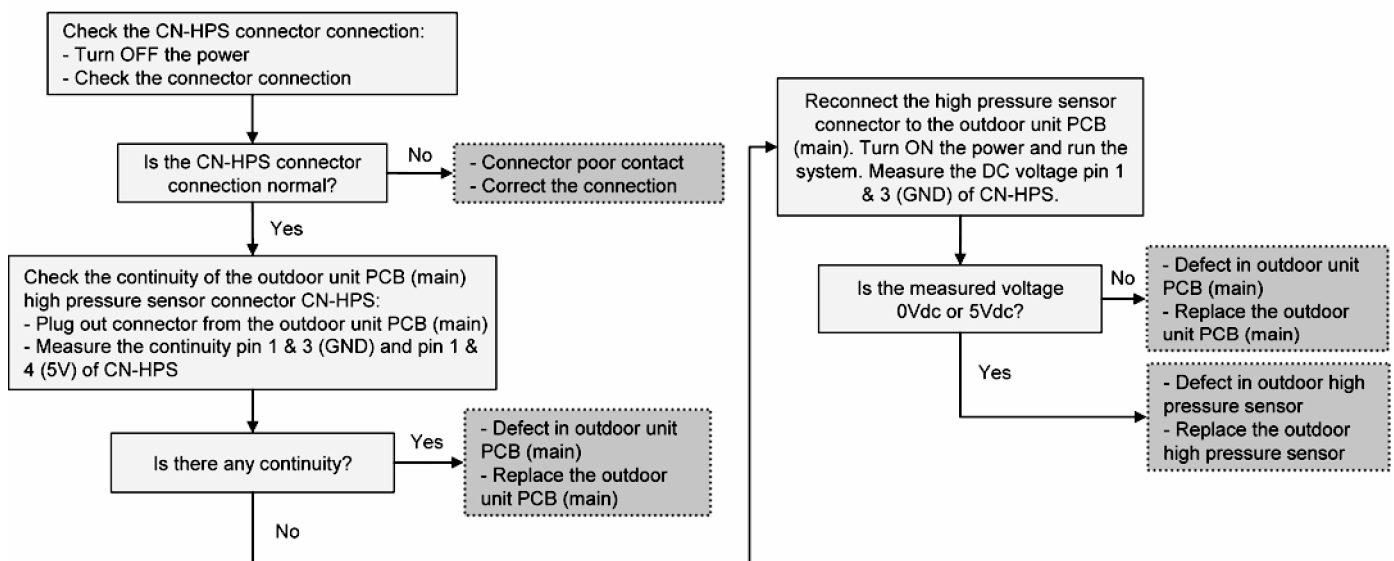 Check the CN-HPS connector connection:
- Turn OFF the power
- Check the connector connection
Is the CN-HPS connector
connection normal?
No
- Connector poor contact
- Correct the connection
Yes
Check the continuity of the outdoor unit PCB (main)
high pressure sensor connector CN-HPS:
- Plug out connector from the outdoor unit PCB (main)
- Measure the continuity pin 1 & 3 (GND) and pin 1 &
4 (5V) of CN-HPS
Is there any continuity?
Yes
- Defect in outdoor unit
PCB (main)
- Replace the outdoor
unit PCB (main)
No
Reconnect the high pressure sensor
connector to the outdoor unit PCB
(main). Turn ON the power and run the
system. Measure the DC voltage pin 1
& 3 (GND) of CN-HPS.
Is the measured voltage
0Vdc or 5Vdc?
No
- Defect in outdoor unit
PCB (main)
- Replace the outdoor
unit PCB (main)
Yes
- Defect in outdoor high
pressure sensor
- Replace the outdoor
high pressure sensor